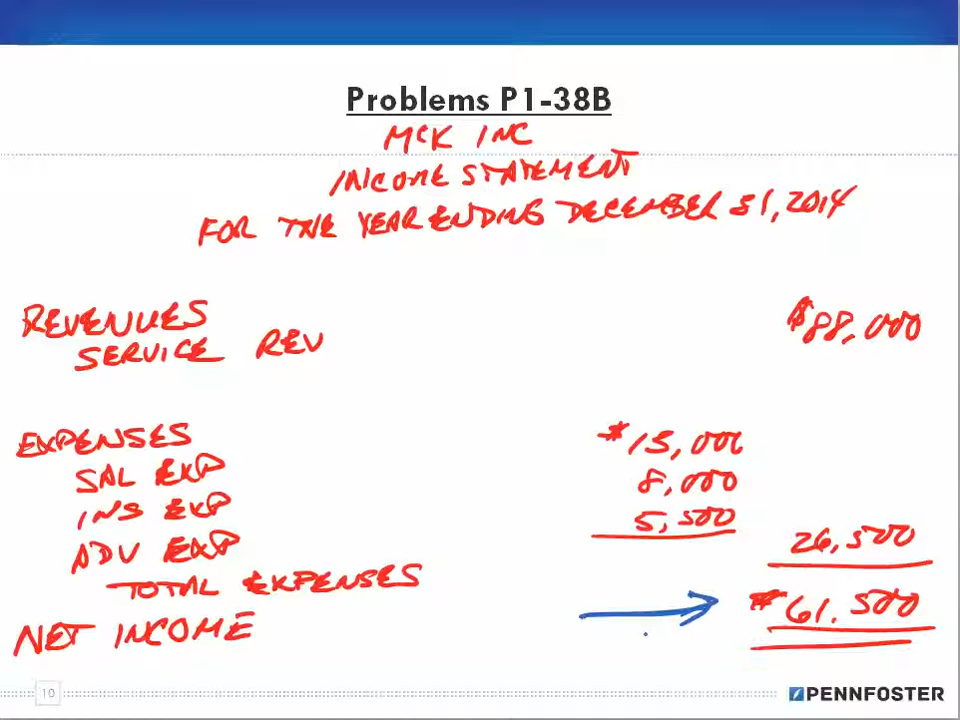 Problems P1-38B
McK INC
INCOME STATEMENT
FOR THE YEAR ENDING DECEMBER 31, 2014
REVENUES
SERVICE REV $88,000
EXPENSES
SAL EXP $13,000
INS EXP 8,000
ADV EXP 5,500
TOTAL EXPENSES 26,500
NET INCOME $61,500
10
PENNFOSTER